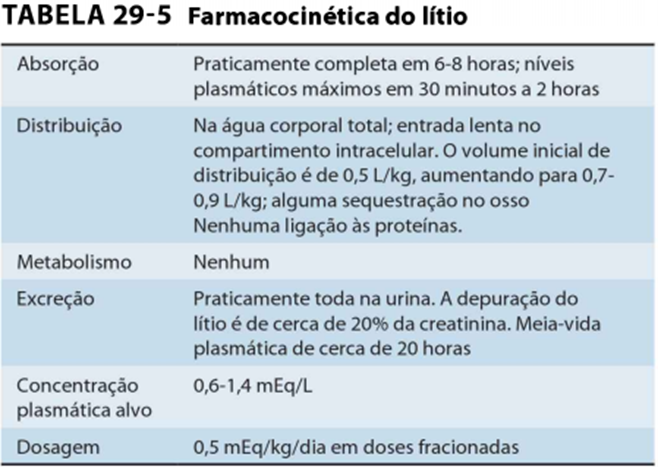 TABELA 29-5 Farmacocinética do lítio
Absorção Praticamente completa em 6-8 horas; níveis
plasmáticos máximos em 30 minutos a 2 horas
Distribuição Na água corporal total; entrada lenta no
compartimento intracelular. O volume inicial de
distribuição é de 0,5 L/kg, aumentando para 0,7-
0,9 L/kg; alguma sequestração no osso
Nenhuma ligação às proteínas.
Metabolismo Nenhum
Excreção Praticamente toda na urina. A depuração do
lítio é de cerca de 20% da creatinina. Meia-vida
plasmática de cerca de 20 horas
Concentração 0,6-1,4 mEq/L
plasmática alvo
Dosagem 0,5 mEq/kg/dia em doses fracionadas